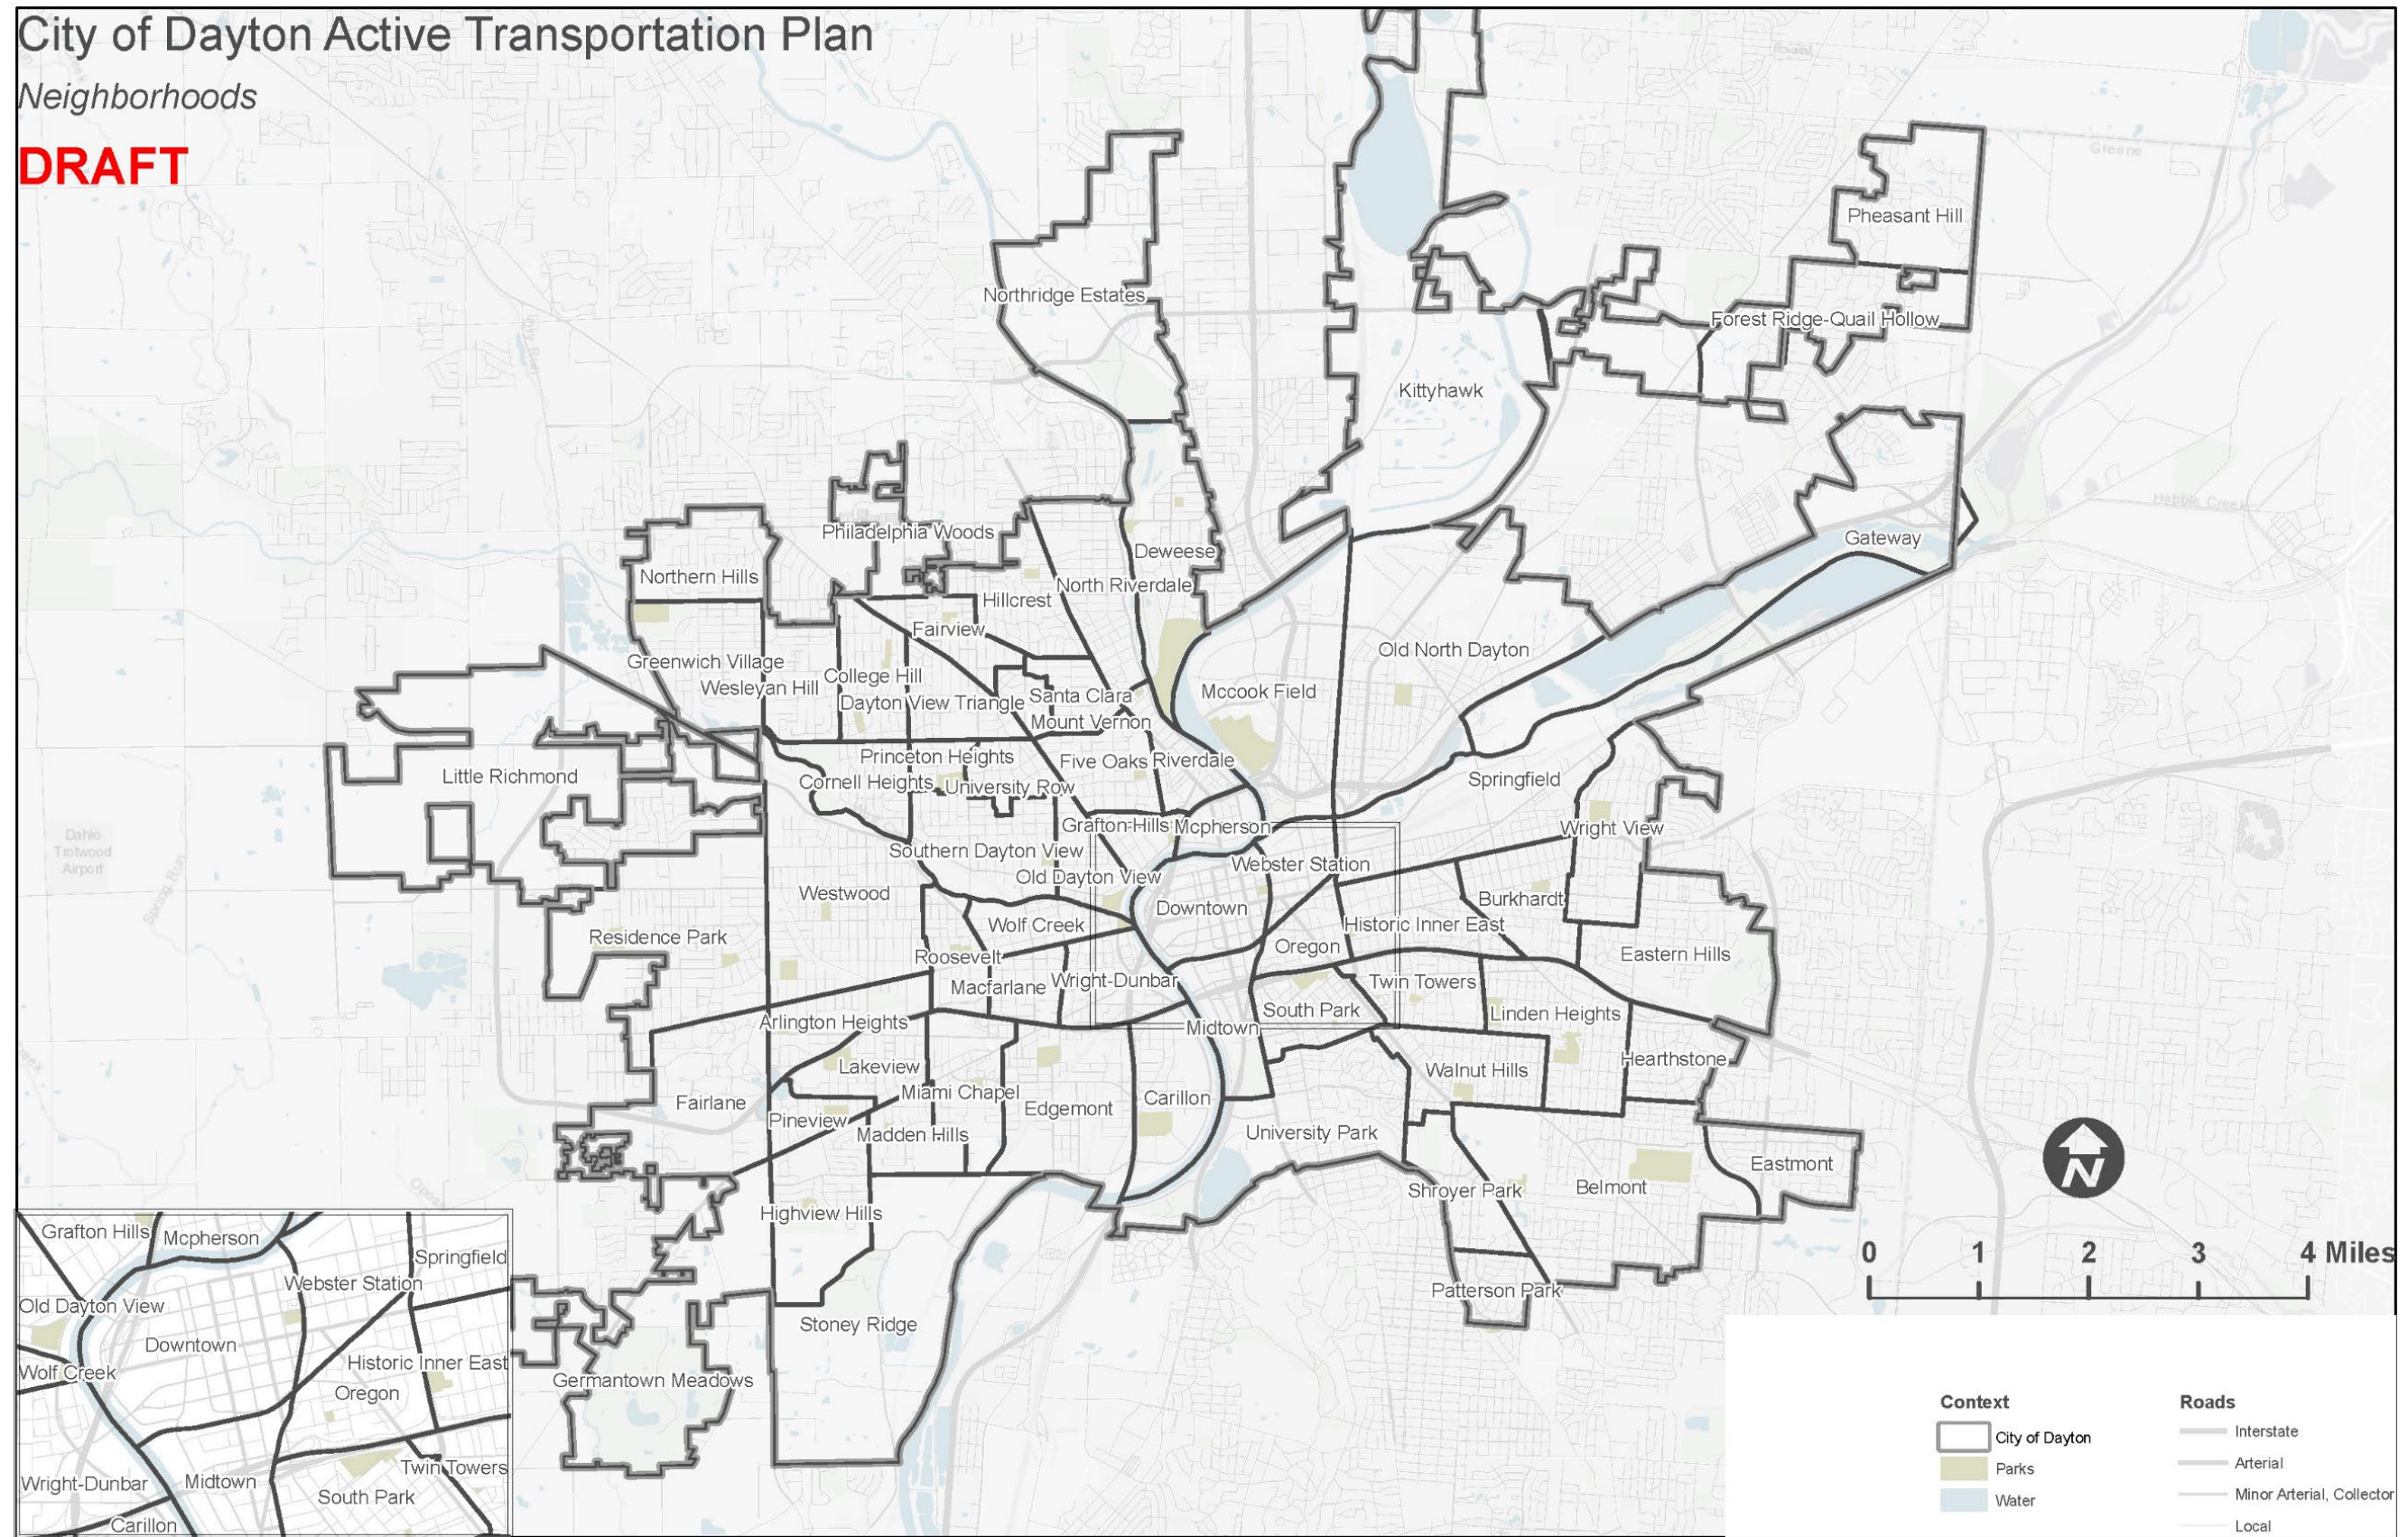 City of Dayton Active Transportation Plan
Neighborhoods
DRAFT
Greene
Pheasant Hill
Northridge Estates
Forest Ridge-Quail Hollow
Kittyhawk
Hebble Creek
Philadelphia Woods
Gateway
Deweese
Northern Hills
North Riverdale
Hillcrest
Fairview
Old North Dayton
Greenwich Village
College Hill
Wesleyan Hill
Mccook Field
Santa Clara
Dayton View Triangle
Mount Vernon
Princeton Heights
Five Oaks
Riverdale
Little Richmond
Cornell Heights
University Row
Springfield
Grafton-Hills
Mcpherson
Wright View
Dahio
Trotwood
Airport
Spring Run
Southern Dayton View
Webster Station
Old Dayton View
Westwood
Burkhardt
Downtown
Wolf Creek
Historic Inner East
Residence Park
Oregon
Eastern Hills
Roosevelt
Macfarlane
Wright-Dunbar
Twin Towers
South Park
Linden Heights
Arlington Heights
Midtown
Lakeview
Hearthstone
Walnut Hills
Miami Chapel
Fairlane
Edgemont
Carillon
Pineview
Madden Hills
University Park
Eastmont
Shroyer Park
Belmont
Highview Hills
Patterson Park
Stoney Ridge
Germantown Meadows
N
0 1 2 3 4 Miles
Grafton Hills
Mcpherson
Springfield
Webster Station
Old Dayton View
Downtown
Historic Inner East
Wolf Creek
Oregon
Twin Towers
Wright-Dunbar
Midtown
South Park
Carillon
Context
City of Dayton
Parks
Water
Roads
Interstate
Arterial
Minor Arterial, Collector
Local